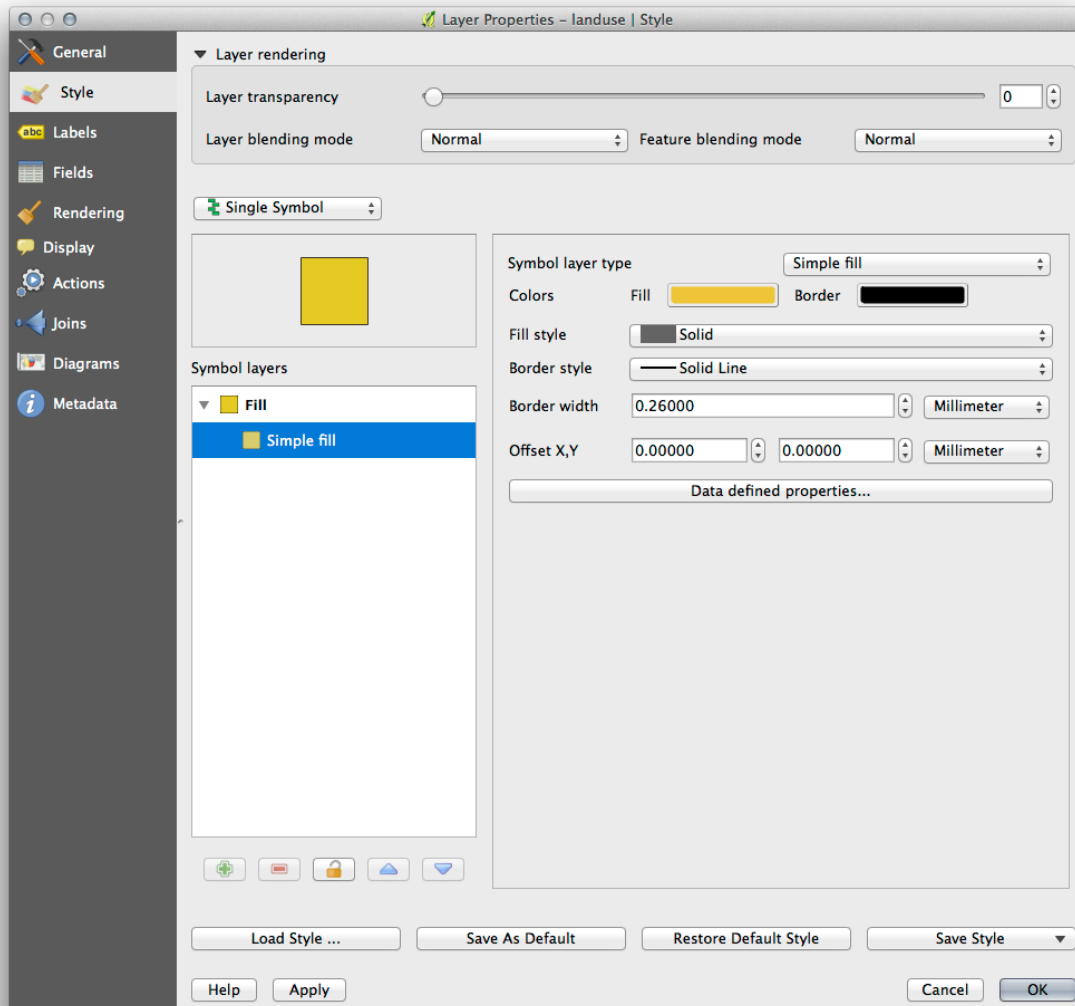 Layer Properties - landuse | Style
General
Style
abc Labels
Fields
Rendering
Display
Actions
Joins
Diagrams
i Metadata
Layer rendering
Layer transparency 0
Layer blending mode Normal Feature blending mode Normal
Single Symbol
Symbol layers
Fill
Simple fill
Symbol layer type Simple fill
Colors Fill Border
Fill style Solid
Border style Solid Line
Border width 0.26000 Millimeter
Offset X,Y 0.00000 0.00000 Millimeter
Data defined properties...
Load Style ... Save As Default Restore Default Style Save Style
Help Apply Cancel OK